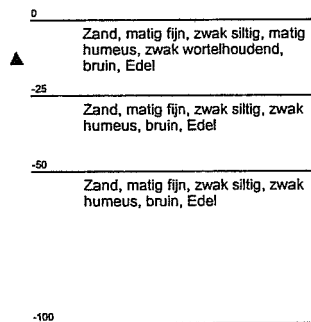 0
Zand, matig fijn, zwak siltig, matig
humeus, zwak wortelhoudend,
bruin, Edel
-25
Zand, matig fijn, zwak siltig, zwak
humeus, bruin, Edel
-50
Zand, matig fijn, zwak siltig, zwak
humeus, bruin, Edel
-100